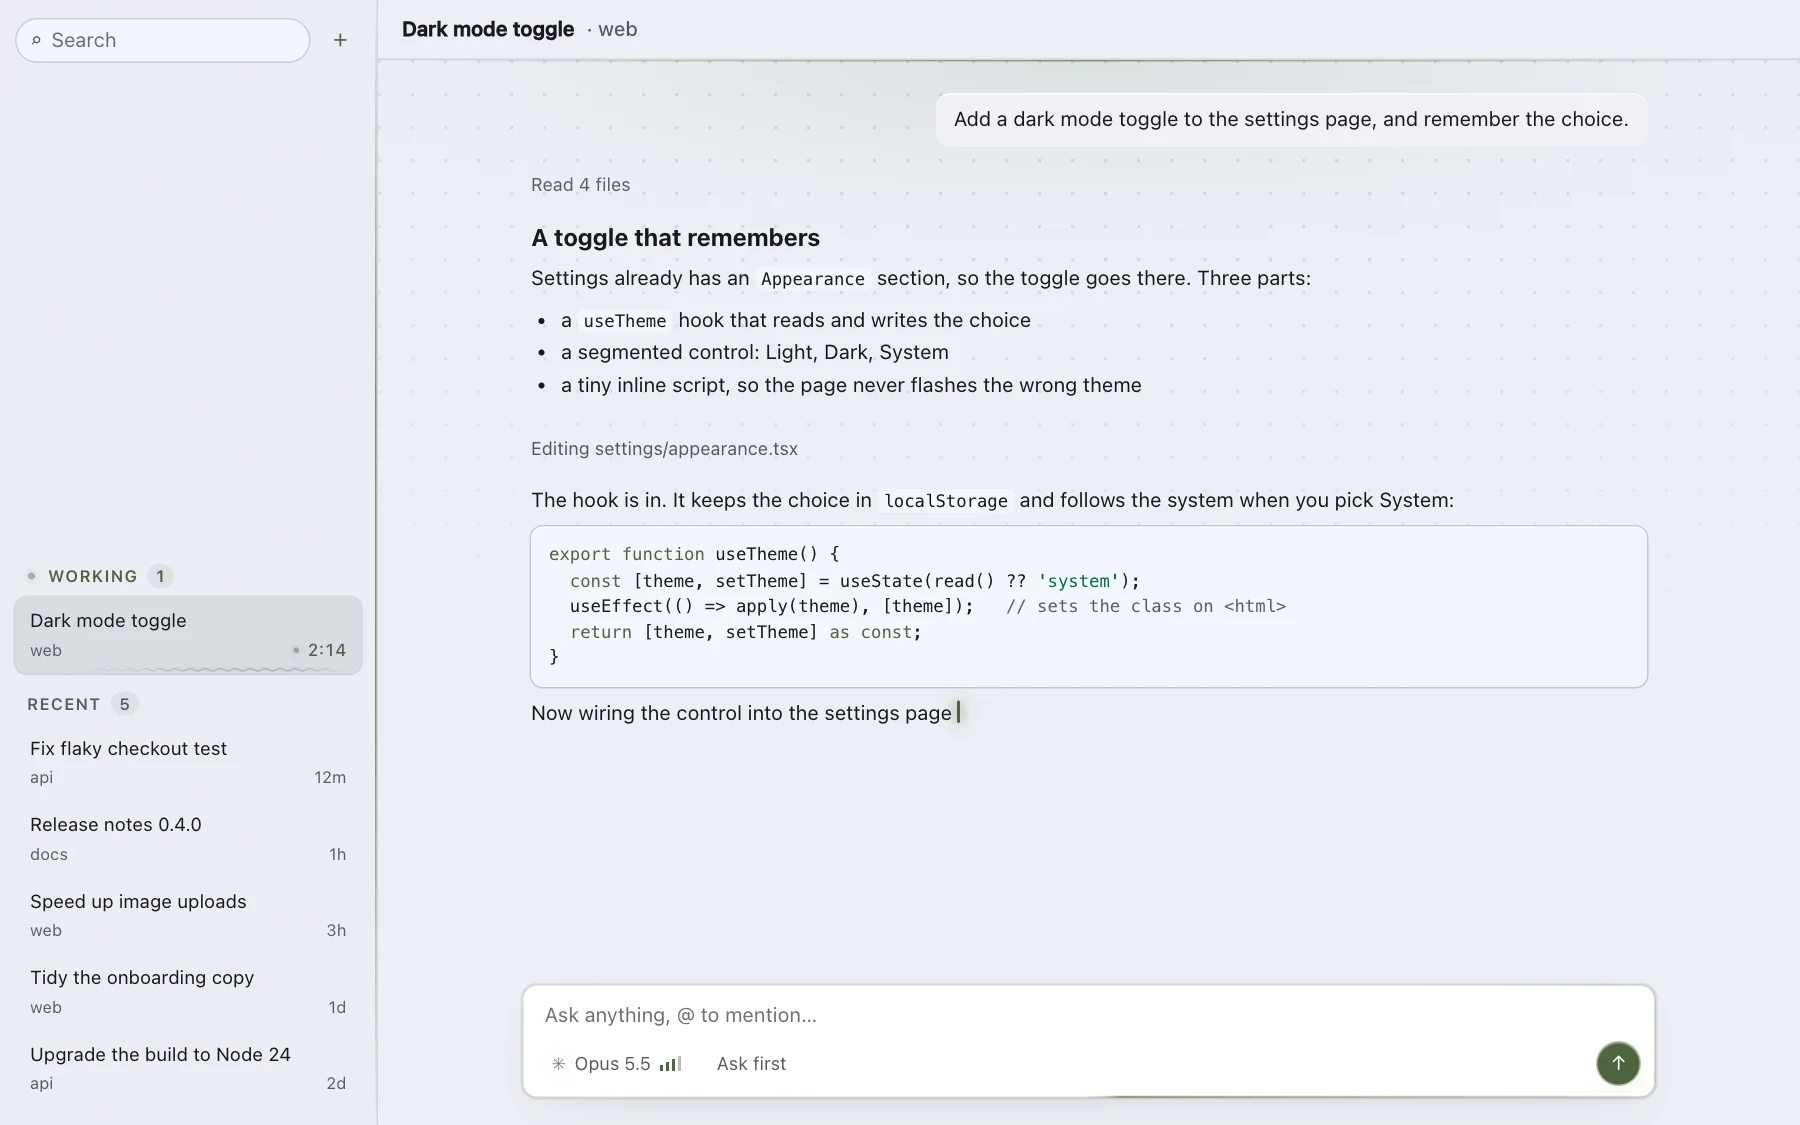 Search
+
WORKING 1
Dark mode toggle
web 2:14
RECENT 5
Fix flaky checkout test
api 12m
Release notes 0.4.0
docs 1h
Speed up image uploads
web 3h
Tidy the onboarding copy
web 1d
Upgrade the build to Node 24
api 2d
Dark mode toggle · web
Add a dark mode toggle to the settings page, and remember the choice.
Read 4 files
A toggle that remembers
Settings already has an Appearance section, so the toggle goes there. Three parts:
• a useTheme hook that reads and writes the choice
• a segmented control: Light, Dark, System
• a tiny inline script, so the page never flashes the wrong theme
Editing settings/appearance.tsx
The hook is in. It keeps the choice in localStorage and follows the system when you pick System:
export function useTheme() {
  const [theme, setTheme] = useState(read() ?? 'system');
  useEffect(() => apply(theme), [theme]);   // sets the class on <html>
  return [theme, setTheme] as const;
}
Now wiring the control into the settings page
Ask anything, @ to mention...
Opus 5.5 Ask first